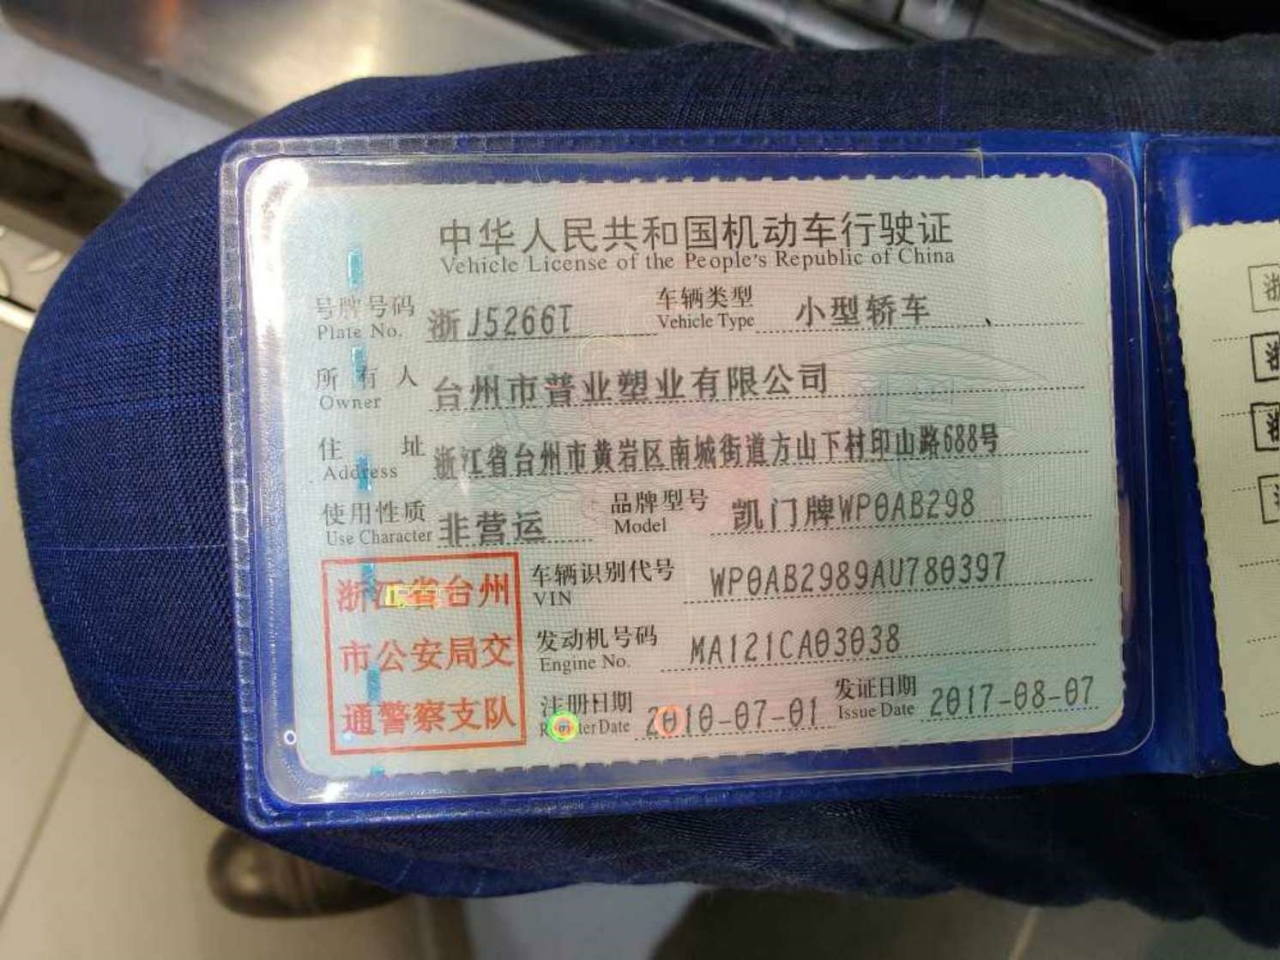 中华人民共和国机动车行驶证
Vehicle License of the People's Republic of China
号牌号码 浙J5266T 车辆类型 小型轿车
Plate No. Vehicle Type
所有人 台州市普业塑业有限公司
Owner
住址 浙江省台州市黄岩区南城街道方山下村印山路688号
Address
使用性质 非营运 品牌型号 凯门牌WP0AB298
Use Character Model
浙江省台州
市公安局交
通警察支队
车辆识别代号 WP0AB2989AU780397
VIN
发动机号码 MA121CA03038
Engine No.
注册日期 2010-07-01 发证日期 2017-08-07
Register Date Issue Date